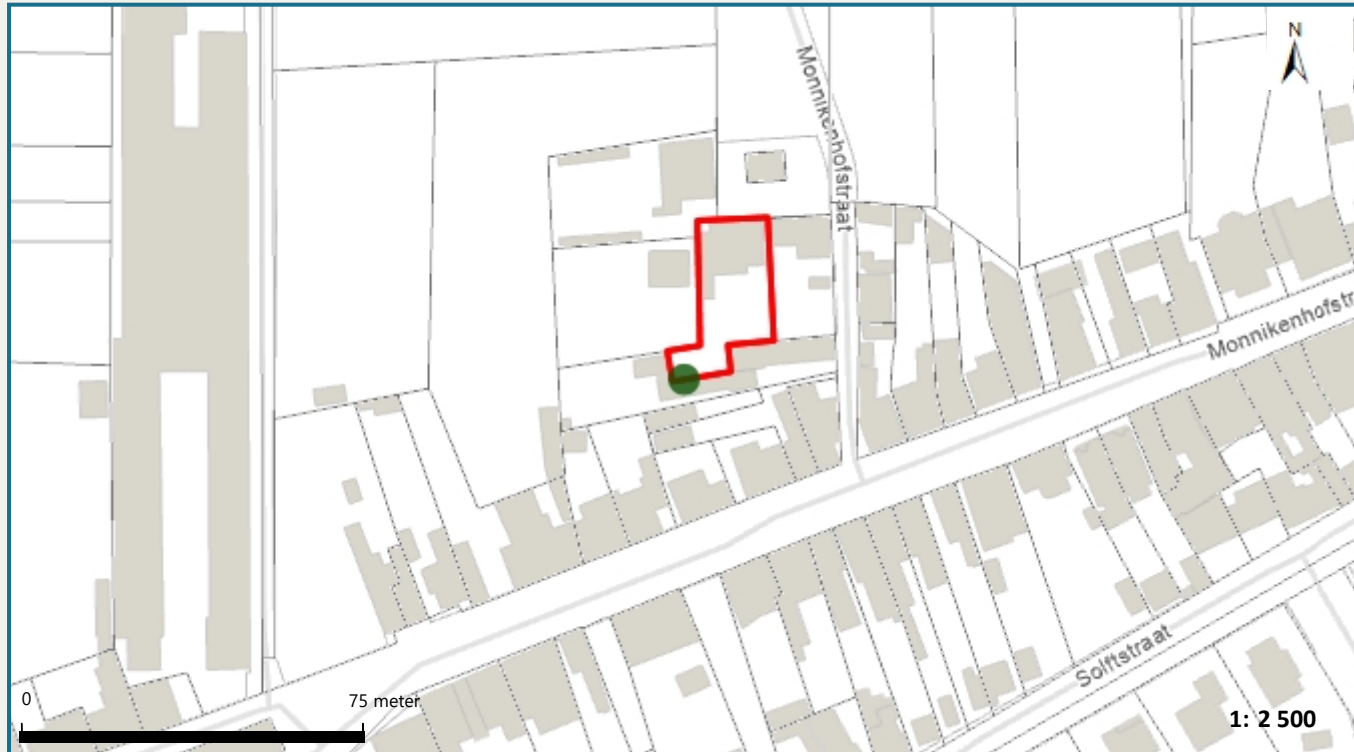 N
Monnikenhofstraat
Monnikenhofstr
Solftstraat
0
75 meter
1: 2 500